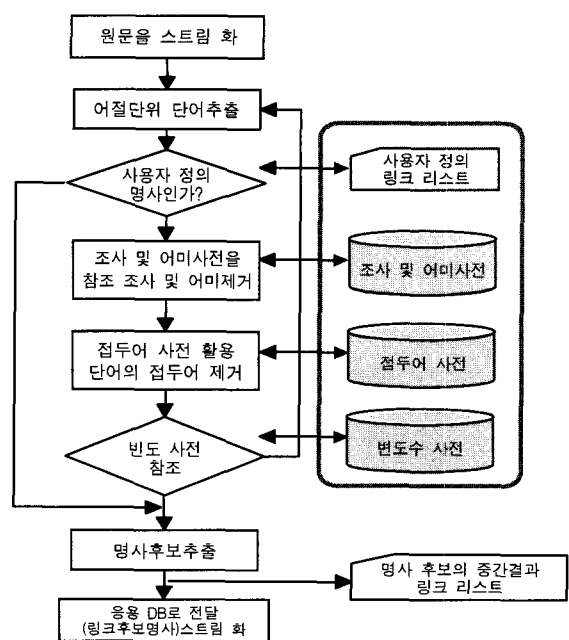 원문을 스트림 화
어절단위 단어추출
사용자 정의
명사인가?
사용자 정의
링크 리스트
조사 및 어미사전을
참조 조사 및 어미제거
조사 및 어미사전
접두어 사전 활용
단어의 접두어 제거
접두어 사전
빈도 사전
참조
변도수 사전
명사후보추출
명사 후보의 중간결과
링크 리스트
응용 DB로 전달
(링크후보명사)스트림 화